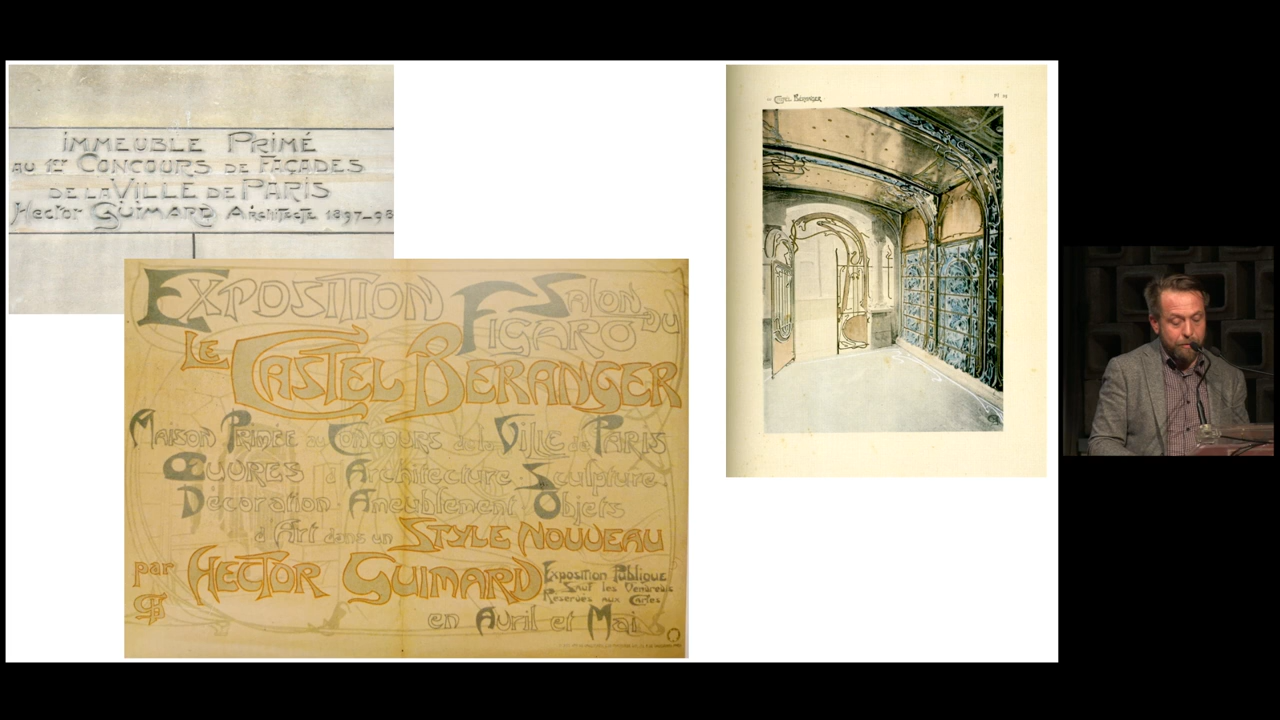 IMMEUBLE PRIMÉ
AU 1er CONCOURS DE FAÇADES
DE LA VILLE DE PARIS
Hector GUIMARD ARCHITECTE 1897-98
EXPOSITION SALON DU
FIGARO
LE CASTEL BERANGER
MAISON PRIMÉE au CONCOURS de la VILLE de PARIS
ŒUVRES d'Architecture Sculpture
Decoration Ameublement Objets
d'Art dans un STYLE NOUVEAU
par HECTOR GUIMARD
Exposition Publique
Sauf les Vendredis
Réservés aux Cartes
en Avril et Mai
LE CASTEL BERANGER